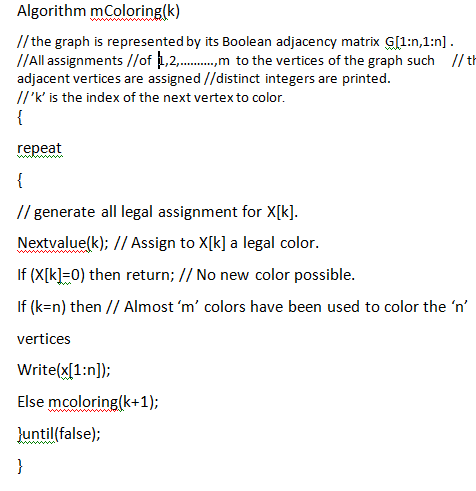 Algorithm mColoring(k)
// the graph is represented by its Boolean adjacency matrix G[1:n,1:n] .
//All assignments //of 1,2,..........,m to the vertices of the graph such // th
adjacent vertices are assigned //distinct integers are printed.
// 'k' is the index of the next vertex to color.
{
repeat
{
// generate all legal assignment for X[k].
Nextvalue(k); // Assign to X[k] a legal color.
If (X[k]=0) then return; // No new color possible.
If (k=n) then // Almost 'm' colors have been used to color the 'n'
vertices
Write(x[1:n]);
Else mcoloring(k+1);
}until(false);
}